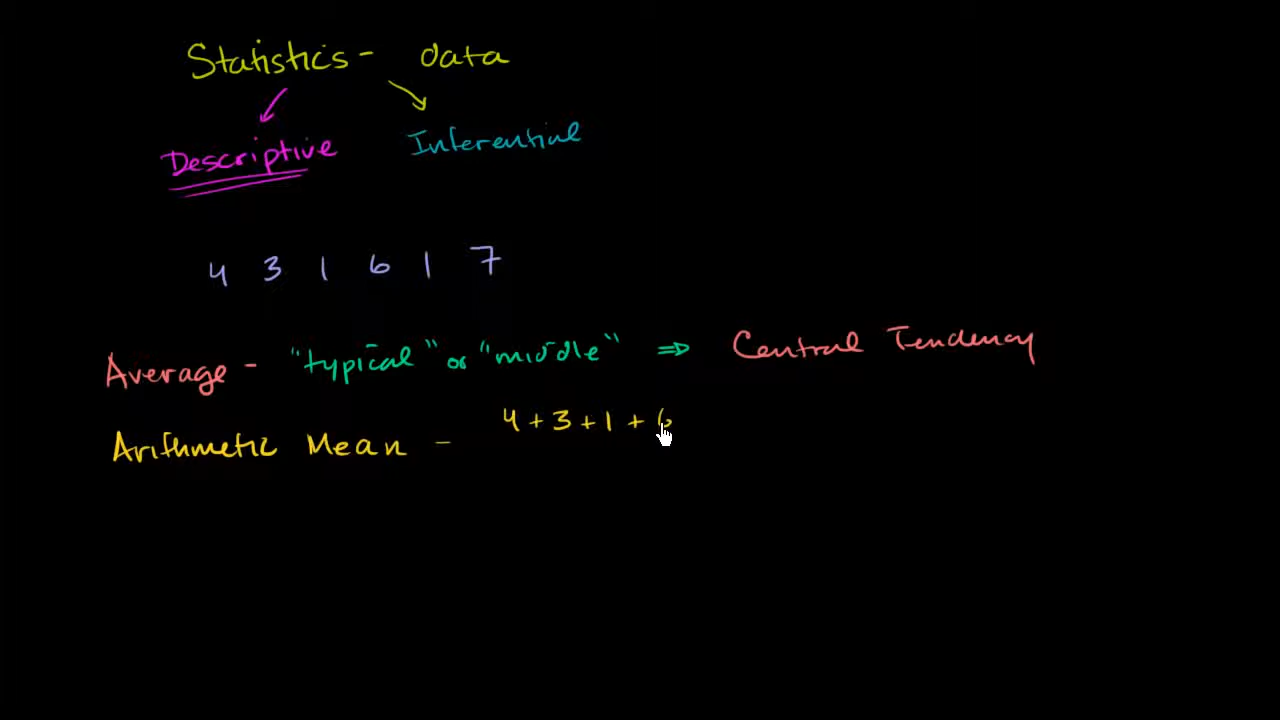 Statistics - data
Descriptive Inferential
4 3 1 6 1 7
Average - "typical" or "middle" ⇒ Central Tendency
4 + 3 + 1 + 6
Arithmetic Mean -